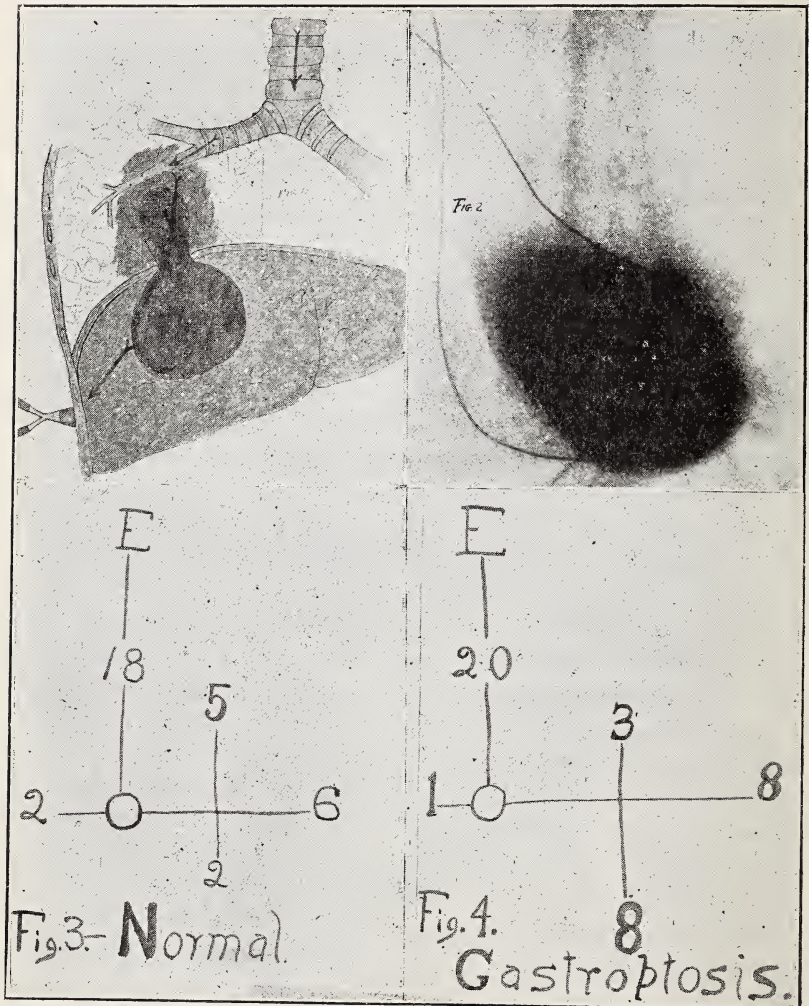 Fig. 2
E
18
5
2 6
2
Fig. 3.- Normal.
E
20
3
1 8
8
Fig. 4.
Gastroptosis.